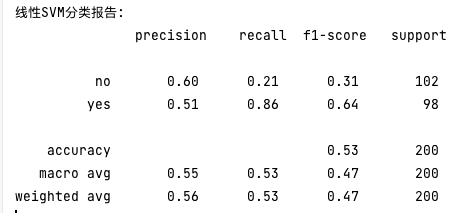 线性SVM分类报告:
precision    recall  f1-score   support
no       0.60      0.21      0.31       102
yes       0.51      0.86      0.64        98
accuracy                           0.53       200
macro avg       0.55      0.53      0.47       200
weighted avg       0.56      0.53      0.47       200